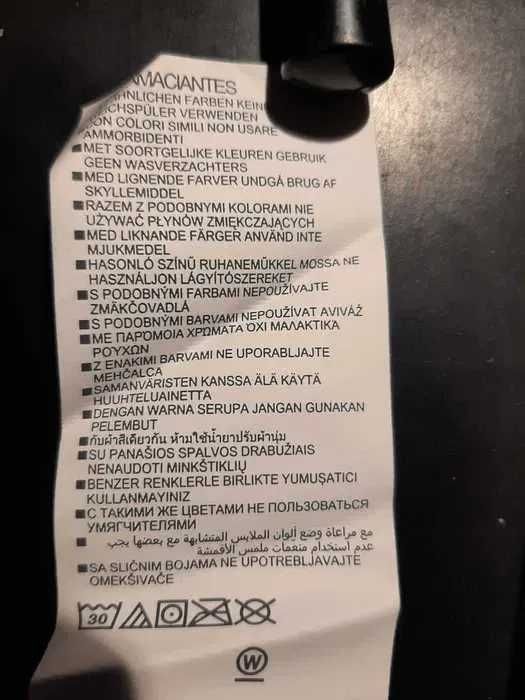 AMACIANTES
ÄHNLICHEN FARBEN KEIN
CHSPÜLER VERWENDEN
CON COLORI SIMILI NON USARE
AMMORBIDENTI
■MET SOORTGELIJKE KLEUREN GEBRUIK
GEEN WASVERZACHTERS
■MED LIGNENDE FARVER UNDGÅ BRUG AF
SKYLLEMIDDEL
■RAZEM Z PODOBNYMI KOLORAMI NIE
UŻYWAĆ PŁYNÓW ZMIĘKCZAJĄCYCH
■MED LIKNANDE FÄRGER ANVÄND INTE
MJUKMEDEL
■HASONLÓ SZÍNŰ RUHANEMŰKKEL MOSSA NE
HASZNÁLJON LÁGYÍTÓSZEREKET
■S PODOBNÝMI FARBAMI NEPOUŽÍVAJTE
ZMÄKČOVADLÁ
■S PODOBNÝMI BARVAMI NEPOUŽÍVAT AVIVÁŽ
■ΜΕ ΠΑΡΟΜΟΙΑ ΧΡΩΜΑΤΑ ΌΧΙ ΜΑΛΑΚΤΙΚΑ
ΡΟΥΧΩΝ
■Z ENAKIMI BARVAMI NE UPORABLJAJTE
MEHČALCA
■SAMANVÄRISTEN KANSSA ÄLÄ KÄYTÄ
HUUHTELUAINETTA
■DENGAN WARNA SERUPA JANGAN GUNAKAN
PELEMBUT
■กับผ้าสีเดียวกัน ห้ามใช้น้ำยาปรับผ้านุ่ม
■SU PANAŠIOS SPALVOS DRABUŽIAIS
NENAUDOTI MINKŠTIKLIŲ
■BENZER RENKLERLE BIRLIKTE YUMUŞATICI
KULLANMAYINIZ
■С ТАКИМИ ЖЕ ЦВЕТАМИ НЕ ПОЛЬЗОВАТЬСЯ
УМЯГЧИТЕЛЯМИ
■ مع مراعاة وضع ألوان الملابس المتشابهة مع بعضها يجب
عدم استخدام منعمات ملمس الأقمشة
■SA SLIČNIM BOJAMA NE UPOTREBLJAVAJTE
OMEKŠIVAČE
30
W